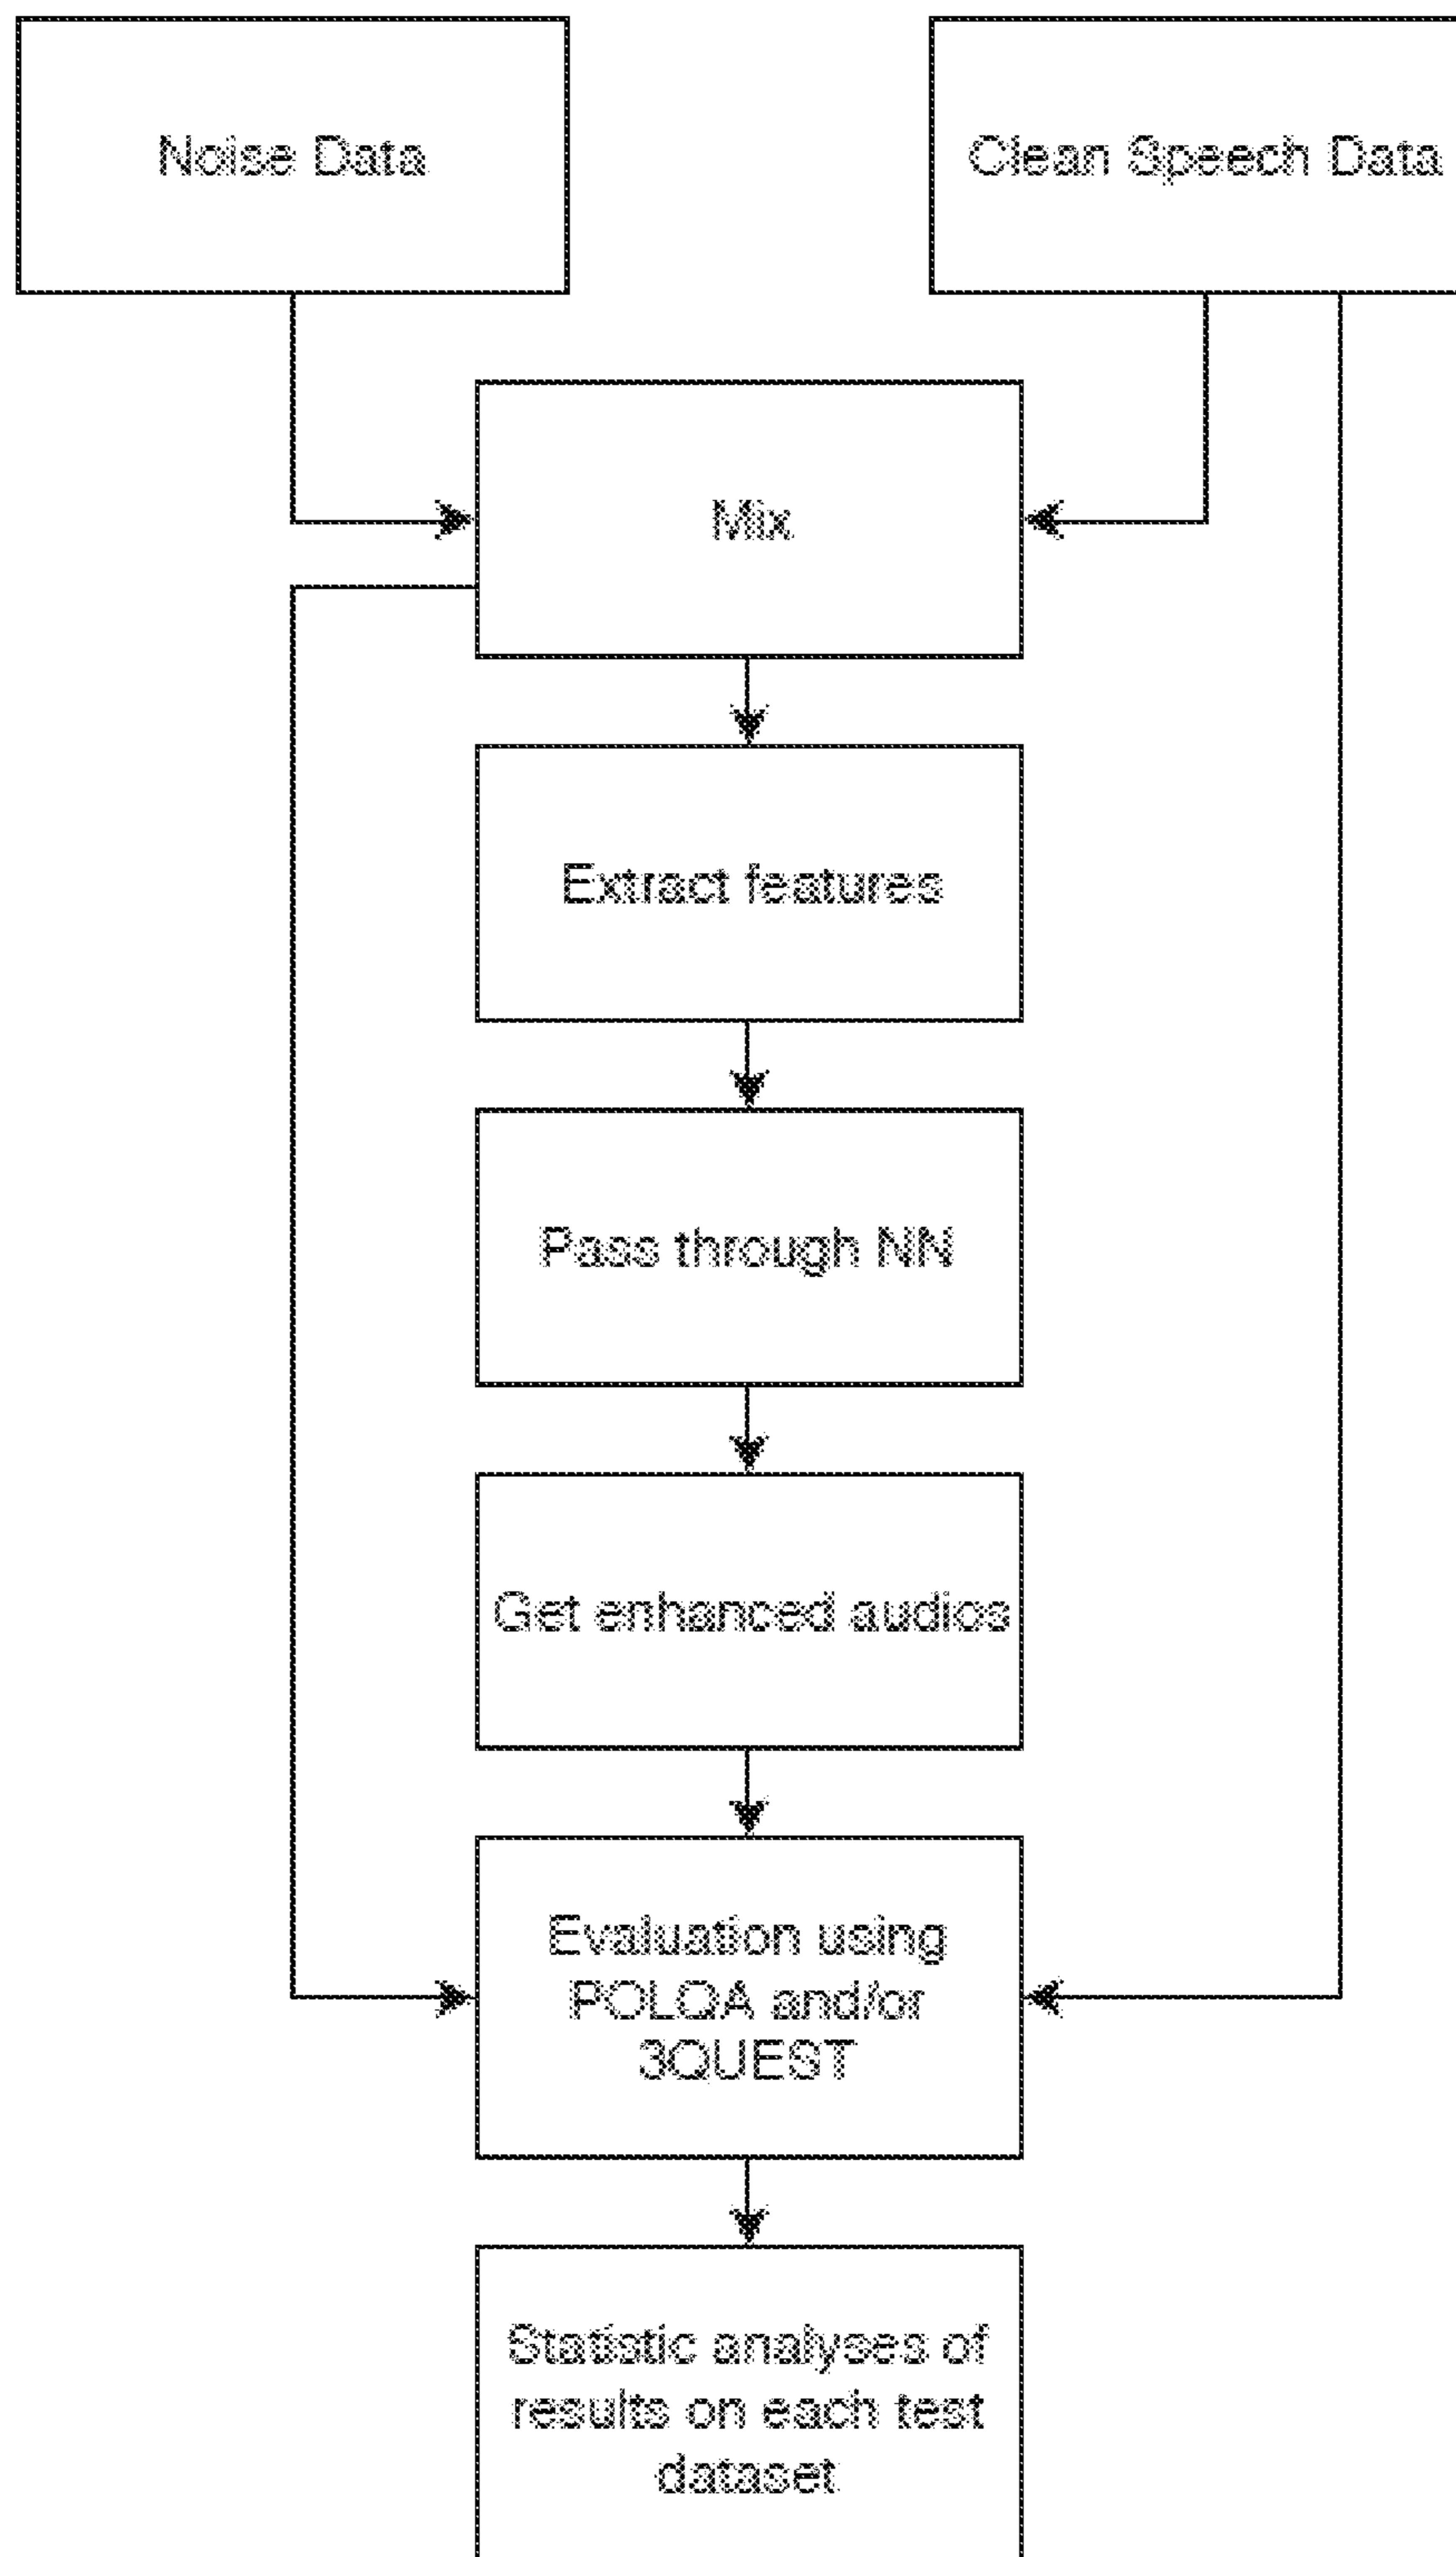 Noise Data
Clean Speech Data
Mix
Extract features
Pass through NN
Get enhanced audios
Evaluation using
POLQA and/or
3QUEST
Statistic analyses of
results on each test
dataset